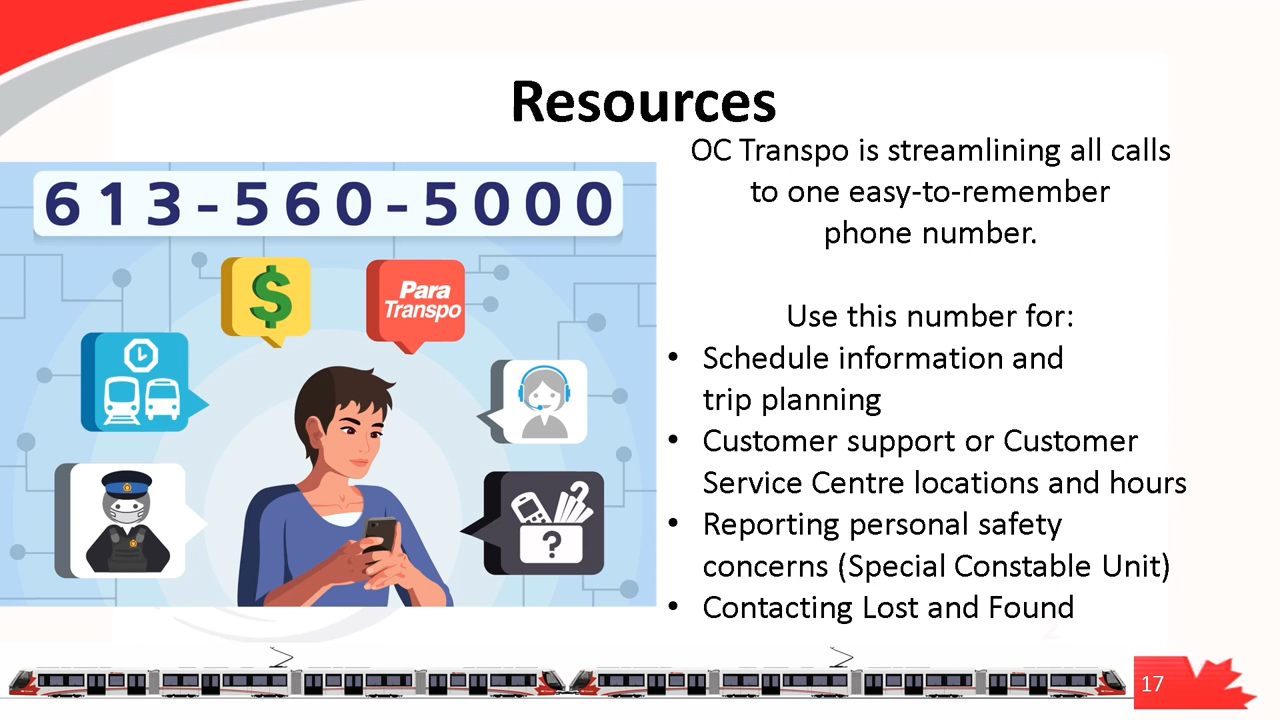 Resources
613-560-5000
$
Para
Transpo
?
OC Transpo is streamlining all calls
to one easy-to-remember
phone number.
Use this number for:
• Schedule information and
trip planning
• Customer support or Customer
Service Centre locations and hours
• Reporting personal safety
concerns (Special Constable Unit)
• Contacting Lost and Found
17